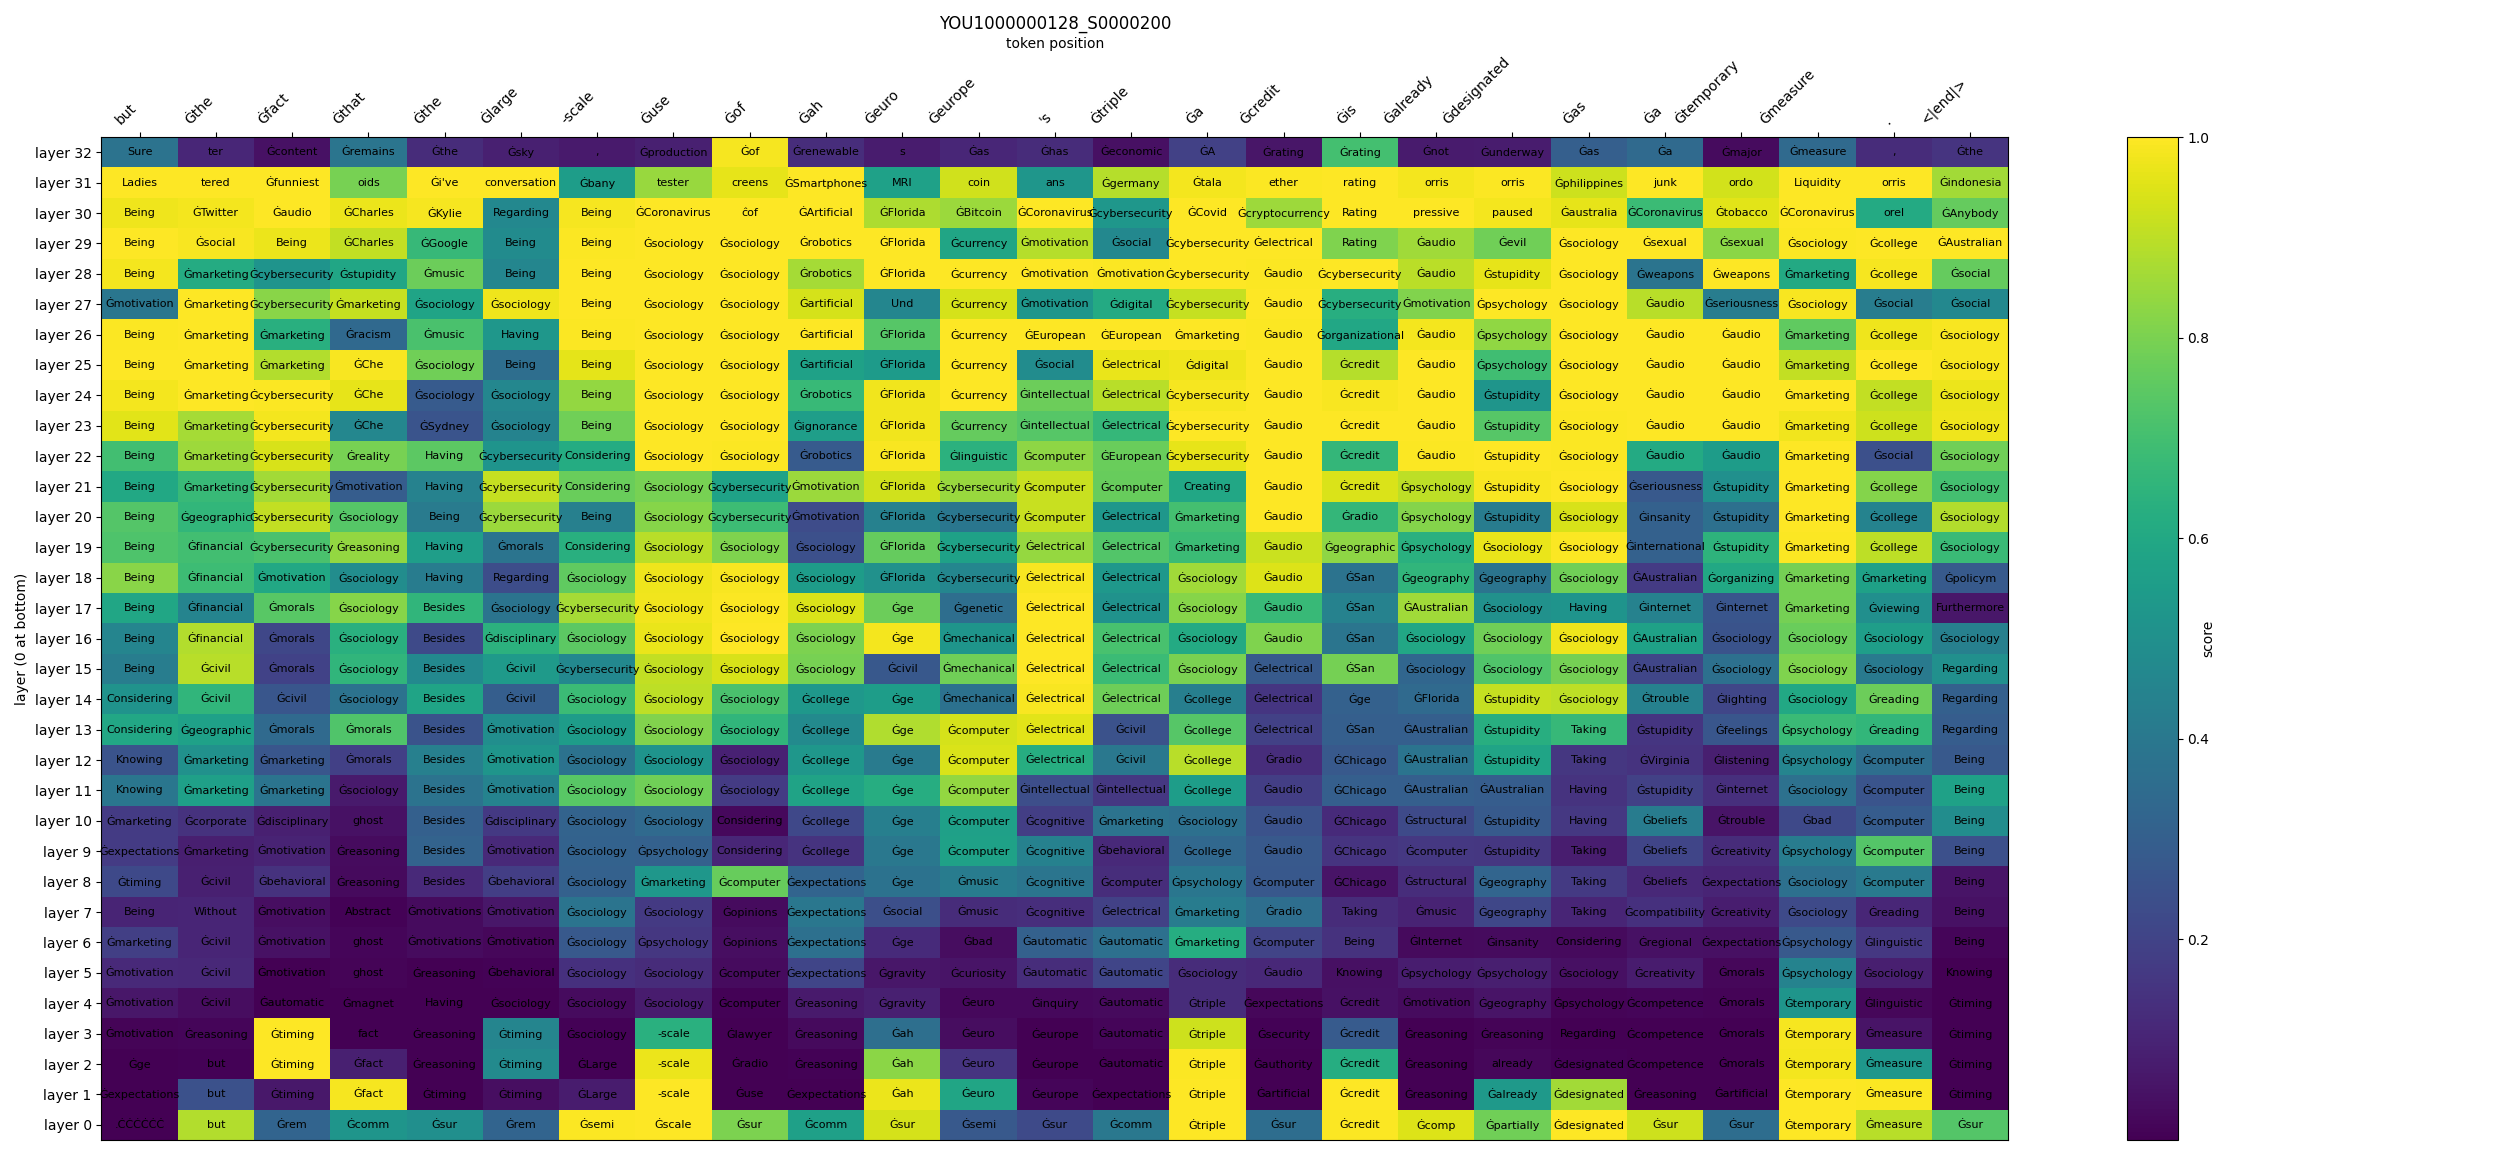 YOU1000000128_S0000200
token position
but Ġthe Ġfact Ġthat Ġthe Ġlarge -scale Ġuse Ġof Ġah Ġeuro Ġeurope 's Ġtriple Ġa Ġcredit Ġis Ġalready Ġdesignated Ġas Ġa Ġtemporary Ġmeasure . <|end|>
layer 32 Sure ter Ġcontent Ġremains Ġthe Ġsky , Ġproduction Ġof Ġrenewable s Ġas Ġhas Ġeconomic ĠA Ġrating Ġrating Ġnot Ġunderway Ġas Ġa Ġmajor Ġmeasure , Ġthe
layer 31 Ladies tered Ġfunniest oids Ġi've conversation Ġbany tester creens ĠSmartphones MRI coin ans Ġgermany Ġtala ether rating orris orris Ġphilippines junk ordo Liquidity orris Ġindonesia
layer 30 Being ĠTwitter Ġaudio ĠCharles ĠKylie Regarding Being ĠCoronavirus ĉof ĠArtificial ĠFlorida ĠBitcoin ĠCoronavirus Ġcybersecurity ĠCovid Ġcryptocurrency Rating pressive paused Ġaustralia ĠCoronavirus Ġtobacco ĠCoronavirus orel ĠAnybody
layer 29 Being Ġsocial Being ĠCharles ĠGoogle Being Being Ġsociology Ġsociology Ġrobotics ĠFlorida Ġcurrency Ġmotivation Ġsocial Ġcybersecurity Ġelectrical Rating Ġaudio Ġevil Ġsociology Ġsexual Ġsexual Ġsociology Ġcollege ĠAustralian
layer 28 Being Ġmarketing Ġcybersecurity Ġstupidity Ġmusic Being Being Ġsociology Ġsociology Ġrobotics ĠFlorida Ġcurrency Ġmotivation Ġmotivation Ġcybersecurity Ġaudio Ġcybersecurity Ġaudio Ġstupidity Ġsociology Ġweapons Ġweapons Ġmarketing Ġcollege Ġsocial
layer 27 Ġmotivation Ġmarketing Ġcybersecurity Ġmarketing Ġsociology Ġsociology Being Ġsociology Ġsociology Ġartificial Und Ġcurrency Ġmotivation Ġdigital Ġcybersecurity Ġaudio Ġcybersecurity Ġmotivation Ġpsychology Ġsociology Ġaudio Ġseriousness Ġsociology Ġsocial Ġsocial
layer 26 Being Ġmarketing Ġmarketing Ġracism Ġmusic Having Being Ġsociology Ġsociology Ġartificial ĠFlorida Ġcurrency ĠEuropean ĠEuropean Ġmarketing Ġaudio Ġorganizational Ġaudio Ġpsychology Ġsociology Ġaudio Ġaudio Ġmarketing Ġcollege Ġsociology
layer 25 Being Ġmarketing Ġmarketing ĠChe Ġsociology Being Being Ġsociology Ġsociology Ġartificial ĠFlorida Ġcurrency Ġsocial Ġelectrical Ġdigital Ġaudio Ġcredit Ġaudio Ġpsychology Ġsociology Ġaudio Ġaudio Ġmarketing Ġcollege Ġsociology
layer 24 Being Ġmarketing Ġcybersecurity ĠChe Ġsociology Ġsociology Being Ġsociology Ġsociology Ġrobotics ĠFlorida Ġcurrency Ġintellectual Ġelectrical Ġcybersecurity Ġaudio Ġcredit Ġaudio Ġstupidity Ġsociology Ġaudio Ġaudio Ġmarketing Ġcollege Ġsociology
layer 23 Being Ġmarketing Ġcybersecurity ĠChe ĠSydney Ġsociology Being Ġsociology Ġsociology Ġignorance ĠFlorida Ġcurrency Ġintellectual Ġelectrical Ġcybersecurity Ġaudio Ġcredit Ġaudio Ġstupidity Ġsociology Ġaudio Ġaudio Ġmarketing Ġcollege Ġsociology
layer 22 Being Ġmarketing Ġcybersecurity Ġreality Having Ġcybersecurity Considering Ġsociology Ġsociology Ġrobotics ĠFlorida Ġlinguistic Ġcomputer ĠEuropean Ġcybersecurity Ġaudio Ġcredit Ġaudio Ġstupidity Ġsociology Ġaudio Ġaudio Ġmarketing Ġsocial Ġsociology
layer 21 Being Ġmarketing Ġcybersecurity Ġmotivation Having Ġcybersecurity Considering Ġsociology Ġcybersecurity Ġmotivation ĠFlorida Ġcybersecurity Ġcomputer Ġcomputer Creating Ġaudio Ġcredit Ġpsychology Ġstupidity Ġsociology Ġseriousness Ġstupidity Ġmarketing Ġcollege Ġsociology
layer 20 Being Ġgeographic Ġcybersecurity Ġsociology Being Ġcybersecurity Being Ġsociology Ġcybersecurity Ġmotivation ĠFlorida Ġcybersecurity Ġcomputer Ġelectrical Ġmarketing Ġaudio Ġradio Ġpsychology Ġstupidity Ġsociology Ġinsanity Ġstupidity Ġmarketing Ġcollege Ġsociology
layer 19 Being Ġfinancial Ġcybersecurity Ġreasoning Having Ġmorals Considering Ġsociology Ġsociology Ġsociology ĠFlorida Ġcybersecurity Ġelectrical Ġelectrical Ġmarketing Ġaudio Ġgeographic Ġpsychology Ġsociology Ġsociology Ġinternational Ġstupidity Ġmarketing Ġcollege Ġsociology
layer 18 Being Ġfinancial Ġmotivation Ġsociology Having Regarding Ġsociology Ġsociology Ġsociology Ġsociology ĠFlorida Ġcybersecurity Ġelectrical Ġelectrical Ġsociology Ġaudio ĠSan Ġgeography Ġgeography Ġsociology ĠAustralian Ġorganizing Ġmarketing Ġmarketing Ġpolicym
layer 17 Being Ġfinancial Ġmorals Ġsociology Besides Ġsociology Ġcybersecurity Ġsociology Ġsociology Ġsociology Ġge Ġgenetic Ġelectrical Ġelectrical Ġsociology Ġaudio ĠSan ĠAustralian Ġsociology Having Ġinternet Ġinternet Ġmarketing Ġviewing Furthermore
layer 16 Being Ġfinancial Ġmorals Ġsociology Besides Ġdisciplinary Ġsociology Ġsociology Ġsociology Ġsociology Ġge Ġmechanical Ġelectrical Ġelectrical Ġsociology Ġaudio ĠSan Ġsociology Ġsociology Ġsociology ĠAustralian Ġsociology Ġsociology Ġsociology Ġsociology
layer 15 Being Ġcivil Ġmorals Ġsociology Besides Ġcivil Ġcybersecurity Ġsociology Ġsociology Ġsociology Ġcivil Ġmechanical Ġelectrical Ġelectrical Ġsociology Ġelectrical ĠSan Ġsociology Ġsociology Ġsociology ĠAustralian Ġsociology Ġsociology Ġsociology Regarding
layer 14 Considering Ġcivil Ġcivil Ġsociology Besides Ġcivil Ġsociology Ġsociology Ġsociology Ġcollege Ġge Ġmechanical Ġelectrical Ġelectrical Ġcollege Ġelectrical Ġge ĠFlorida Ġstupidity Ġsociology Ġtrouble Ġlighting Ġsociology Ġreading Regarding
layer 13 Considering Ġgeographic Ġmorals Ġmorals Besides Ġmotivation Ġsociology Ġsociology Ġsociology Ġcollege Ġge Ġcomputer Ġelectrical Ġcivil Ġcollege Ġelectrical ĠSan ĠAustralian Ġstupidity Taking Ġstupidity Ġfeelings Ġpsychology Ġreading Regarding
layer 12 Knowing Ġmarketing Ġmarketing Ġmorals Besides Ġmotivation Ġsociology Ġsociology Ġsociology Ġcollege Ġge Ġcomputer Ġelectrical Ġcivil Ġcollege Ġradio ĠChicago ĠAustralian Ġstupidity Taking ĠVirginia Ġlistening Ġpsychology Ġcomputer Being
layer 11 Knowing Ġmarketing Ġmarketing Ġsociology Besides Ġmotivation Ġsociology Ġsociology Ġsociology Ġcollege Ġge Ġcomputer Ġintellectual Ġintellectual Ġcollege Ġaudio ĠChicago ĠAustralian ĠAustralian Having Ġstupidity Ġinternet Ġsociology Ġcomputer Being
layer 10 Ġmarketing Ġcorporate Ġdisciplinary ghost Besides Ġdisciplinary Ġsociology Ġsociology Considering Ġcollege Ġge Ġcomputer Ġcognitive Ġmarketing Ġsociology Ġaudio ĠChicago Ġstructural Ġstupidity Having Ġbeliefs Ġtrouble Ġbad Ġcomputer Being
layer 9 Ġexpectations Ġmarketing Ġmotivation Ġreasoning Besides Ġmotivation Ġsociology Ġpsychology Considering Ġcollege Ġge Ġcomputer Ġcognitive Ġbehavioral Ġcollege Ġaudio ĠChicago Ġcomputer Ġstupidity Taking Ġbeliefs Ġcreativity Ġpsychology Ġcomputer Being
layer 8 Ġtiming Ġcivil Ġbehavioral Ġreasoning Besides Ġbehavioral Ġsociology Ġmarketing Ġcomputer Ġexpectations Ġge Ġmusic Ġcognitive Ġcomputer Ġpsychology Ġcomputer ĠChicago Ġstructural Ġgeography Taking Ġbeliefs Ġexpectations Ġsociology Ġcomputer Being
layer 7 Being Without Ġmotivation Abstract Ġmotivations Ġmotivation Ġsociology Ġsociology Ġopinions Ġexpectations Ġsocial Ġmusic Ġcognitive Ġelectrical Ġmarketing Ġradio Taking Ġmusic Ġgeography Taking Ġcompatibility Ġcreativity Ġsociology Ġreading Being
layer 6 Ġmarketing Ġcivil Ġmotivation ghost Ġmotivations Ġmotivation Ġsociology Ġpsychology Ġopinions Ġexpectations Ġge Ġbad Ġautomatic Ġautomatic Ġmarketing Ġcomputer Being ĠInternet Ġinsanity Considering Ġregional Ġexpectations Ġpsychology Ġlinguistic Being
layer 5 Ġmotivation Ġcivil Ġmotivation ghost Ġreasoning Ġbehavioral Ġsociology Ġsociology Ġcomputer Ġexpectations Ġgravity Ġcuriosity Ġautomatic Ġautomatic Ġsociology Ġaudio Knowing Ġpsychology Ġpsychology Ġsociology Ġcreativity Ġmorals Ġpsychology Ġsociology Knowing
layer 4 Ġmotivation Ġcivil Ġautomatic Ġmagnet Having Ġsociology Ġsociology Ġsociology Ġcomputer Ġreasoning Ġgravity Ġeuro Ġinquiry Ġautomatic Ġtriple Ġexpectations Ġcredit Ġmotivation Ġgeography Ġpsychology Ġcompetence Ġmorals Ġtemporary Ġlinguistic Ġtiming
layer 3 Ġmotivation Ġreasoning Ġtiming fact Ġreasoning Ġtiming Ġsociology -scale Ġlawyer Ġreasoning Ġah Ġeuro Ġeurope Ġautomatic Ġtriple Ġsecurity Ġcredit Ġreasoning Ġreasoning Regarding Ġcompetence Ġmorals Ġtemporary Ġmeasure Ġtiming
layer 2 Ġge but Ġtiming Ġfact Ġreasoning Ġtiming ĠLarge -scale Ġradio Ġreasoning Ġah Ġeuro Ġeurope Ġautomatic Ġtriple Ġauthority Ġcredit Ġreasoning already Ġdesignated Ġcompetence Ġmorals Ġtemporary Ġmeasure Ġtiming
layer 1 Ġexpectations but Ġtiming Ġfact Ġtiming Ġtiming ĠLarge -scale Ġuse Ġexpectations Ġah Ġeuro Ġeurope Ġexpectations Ġtriple Ġartificial Ġcredit Ġreasoning Ġalready Ġdesignated Ġreasoning Ġartificial Ġtemporary Ġmeasure Ġtiming
layer 0 .CCCCCC but Ġrem Ġcomm Ġsur Ġrem Ġsemi Ġscale Ġsur Ġcomm Ġsur Ġsemi Ġsur Ġcomm Ġtriple Ġsur Ġcredit Ġcomp Ġpartially Ġdesignated Ġsur Ġsur Ġtemporary Ġmeasure Ġsur
layer (0 at bottom)
1.0
0.8
0.6
0.4
0.2
score